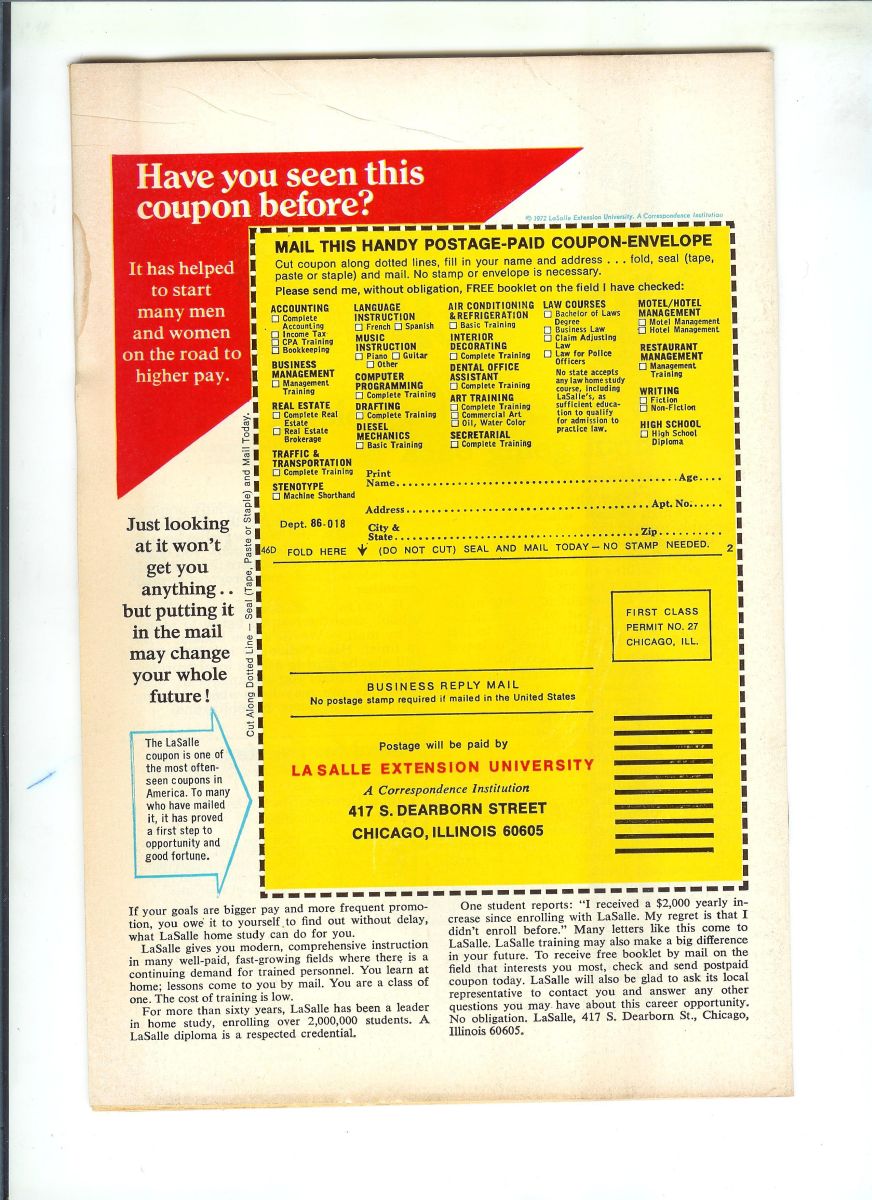 Have you seen this
coupon before?
© 1972 LaSalle Extension University. A Correspondence Institution
It has helped
to start
many men
and women
on the road to
higher pay.
MAIL THIS HANDY POSTAGE-PAID COUPON-ENVELOPE
Cut coupon along dotted lines, fill in your name and address . . . fold, seal (tape,
paste or staple) and mail. No stamp or envelope is necessary.
Please send me, without obligation, FREE booklet on the field I have checked:
ACCOUNTING
☐ Complete
Accounting
☐ Income Tax
☐ CPA Training
☐ Bookkeeping
BUSINESS
MANAGEMENT
☐ Management
Training
REAL ESTATE
☐ Complete Real
Estate
☐ Real Estate
Brokerage
TRAFFIC &
TRANSPORTATION
☐ Complete Training
STENOTYPE
☐ Machine Shorthand
LANGUAGE
INSTRUCTION
☐ French ☐ Spanish
MUSIC
INSTRUCTION
☐ Piano ☐ Guitar
☐ Other
COMPUTER
PROGRAMMING
☐ Complete Training
DRAFTING
☐ Complete Training
DIESEL
MECHANICS
☐ Basic Training
AIR CONDITIONING
& REFRIGERATION
☐ Basic Training
INTERIOR
DECORATING
☐ Complete Training
DENTAL OFFICE
ASSISTANT
☐ Complete Training
ART TRAINING
☐ Complete Training
☐ Commercial Art
☐ Oil, Water Color
SECRETARIAL
☐ Complete Training
LAW COURSES
☐ Bachelor of Laws
Degree
☐ Business Law
☐ Claim Adjusting
Law
☐ Law for Police
Officers
No state accepts
any law home study
course, including
LaSalle's, as
sufficient educa-
tion to qualify
for admission to
practice law.
MOTEL/HOTEL
MANAGEMENT
☐ Motel Management
☐ Hotel Management
RESTAURANT
MANAGEMENT
☐ Management
Training
WRITING
☐ Fiction
☐ Non-Fiction
HIGH SCHOOL
☐ High School
Diploma
Print
Name Age
Address Apt. No.
Dept. 86-018
City &
State Zip
46D FOLD HERE (DO NOT CUT) SEAL AND MAIL TODAY — NO STAMP NEEDED. 2
Cut Along Dotted Line — Seal (Tape, Paste or Staple) and Mail Today.
Just looking
at it won't
get you
anything . .
but putting it
in the mail
may change
your whole
future!
FIRST CLASS
PERMIT NO. 27
CHICAGO, ILL.
BUSINESS REPLY MAIL
No postage stamp required if mailed in the United States
Postage will be paid by
LA SALLE EXTENSION UNIVERSITY
A Correspondence Institution
417 S. DEARBORN STREET
CHICAGO, ILLINOIS 60605
The LaSalle
coupon is one of
the most often-
seen coupons in
America. To many
who have mailed
it, it has proved
a first step to
opportunity and
good fortune.
If your goals are bigger pay and more frequent promo-
tion, you owe it to yourself to find out without delay,
what LaSalle home study can do for you.
LaSalle gives you modern, comprehensive instruction
in many well-paid, fast-growing fields where there is a
continuing demand for trained personnel. You learn at
home; lessons come to you by mail. You are a class of
one. The cost of training is low.
For more than sixty years, LaSalle has been a leader
in home study, enrolling over 2,000,000 students. A
LaSalle diploma is a respected credential.
One student reports: "I received a $2,000 yearly in-
crease since enrolling with LaSalle. My regret is that I
didn't enroll before." Many letters like this come to
LaSalle. LaSalle training may also make a big difference
in your future. To receive free booklet by mail on the
field that interests you most, check and send postpaid
coupon today. LaSalle will also be glad to ask its local
representative to contact you and answer any other
questions you may have about this career opportunity.
No obligation. LaSalle, 417 S. Dearborn St., Chicago,
Illinois 60605.